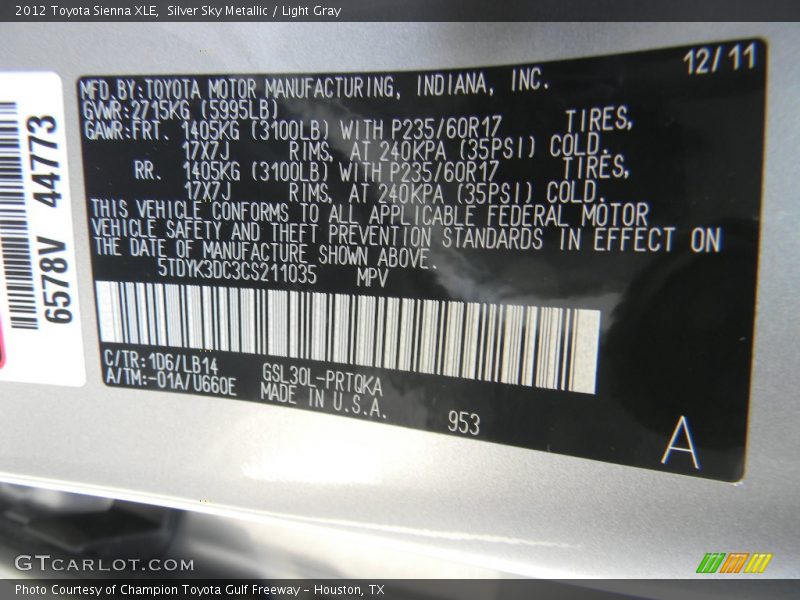 2012 Toyota Sienna XLE,  Silver Sky Metallic / Light Gray
12/11
MFD.BY:TOYOTA MOTOR MANUFACTURING, INDIANA, INC.
GVWR:2715KG (5995LB)
GAWR:FRT. 1405KG (3100LB) WITH P235/60R17 TIRES,
17X7J RIMS, AT 240KPA (35PSI) COLD.
RR. 1405KG (3100LB) WITH P235/60R17 TIRES,
17X7J RIMS, AT 240KPA (35PSI) COLD.
THIS VEHICLE CONFORMS TO ALL APPLICABLE FEDERAL MOTOR
VEHICLE SAFETY AND THEFT PREVENTION STANDARDS IN EFFECT ON
THE DATE OF MANUFACTURE SHOWN ABOVE.
5TDYK3DC3CS211035 MPV
C/TR:1D6/LB14
A/TM:-01A/U660E
GSL30L-PRTQKA
MADE IN U.S.A.
953
A
6578V 44773
GTCARLOT.COM
Photo Courtesy of Champion Toyota Gulf Freeway - Houston, TX